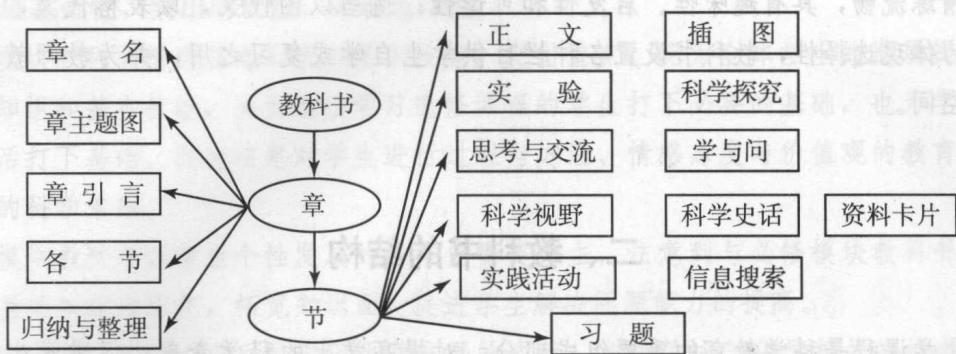 章 名
章主题图
章引言
各 节
归纳与整理
教科书
章
节
正 文
插 图
实 验
科学探究
思考与交流
学与问
科学视野
科学史话
资料卡片
实践活动
信息搜索
习 题